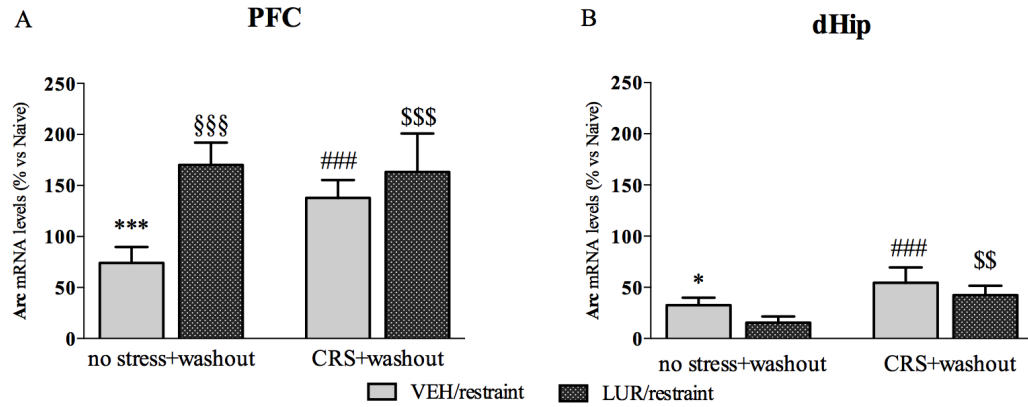 A
PFC
Arc mRNA levels (% vs Naive)
250
200
150
100
50
0
***
§§§
###
$$$
no stress+washout
CRS+washout
B
dHip
Arc mRNA levels (% vs Naive)
250
200
150
100
50
0
*
###
$$
no stress+washout
CRS+washout
VEH/restraint
LUR/restraint